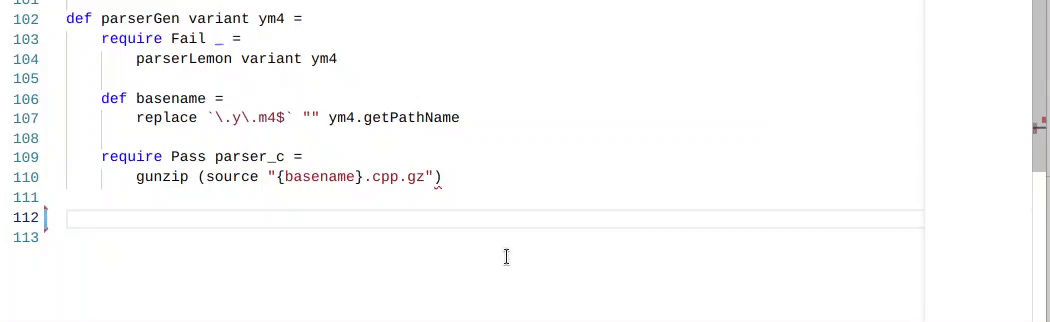 102 def parserGen variant ym4 =
103     require Fail _ =
104         parserLemon variant ym4
105
106     def basename =
107         replace `\.y\.m4$` "" ym4.getPathName
108
109     require Pass parser_c =
110         gunzip (source "{basename}.cpp.gz")
111
112
113